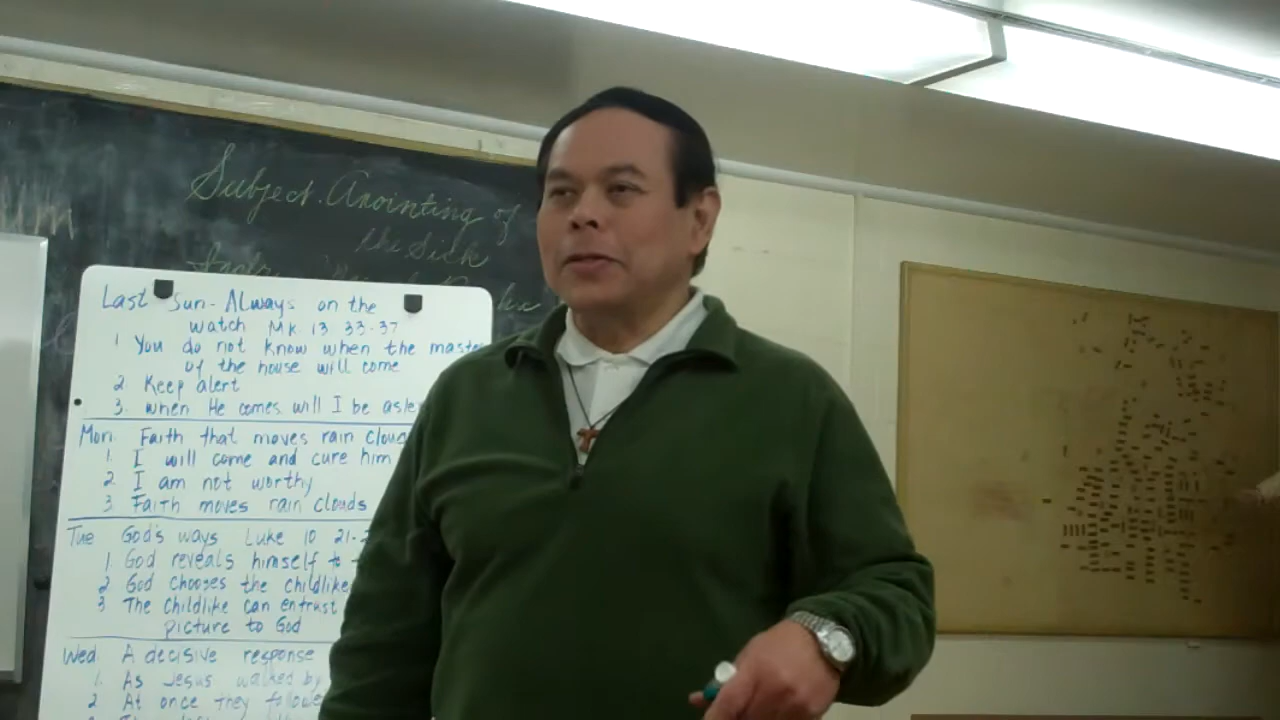 Subject. Anointing of
the Sick
Last Sun - Always on the
watch Mk 13 33-37
1 You do not know when the maste
of the house will come
2 Keep alert
3. When He comes will I be asle
Mon. Faith that moves rain cloud
1. I will come and cure him
2 I am not worthy
3 Faith moves rain clouds
Tue God's ways Luke 10 21-
1. God reveals himself to
2 God chooses the childlike
3 The childlike can entrust
picture to God
Wed. A decisive response
1. As Jesus walked by
2 At once they followe